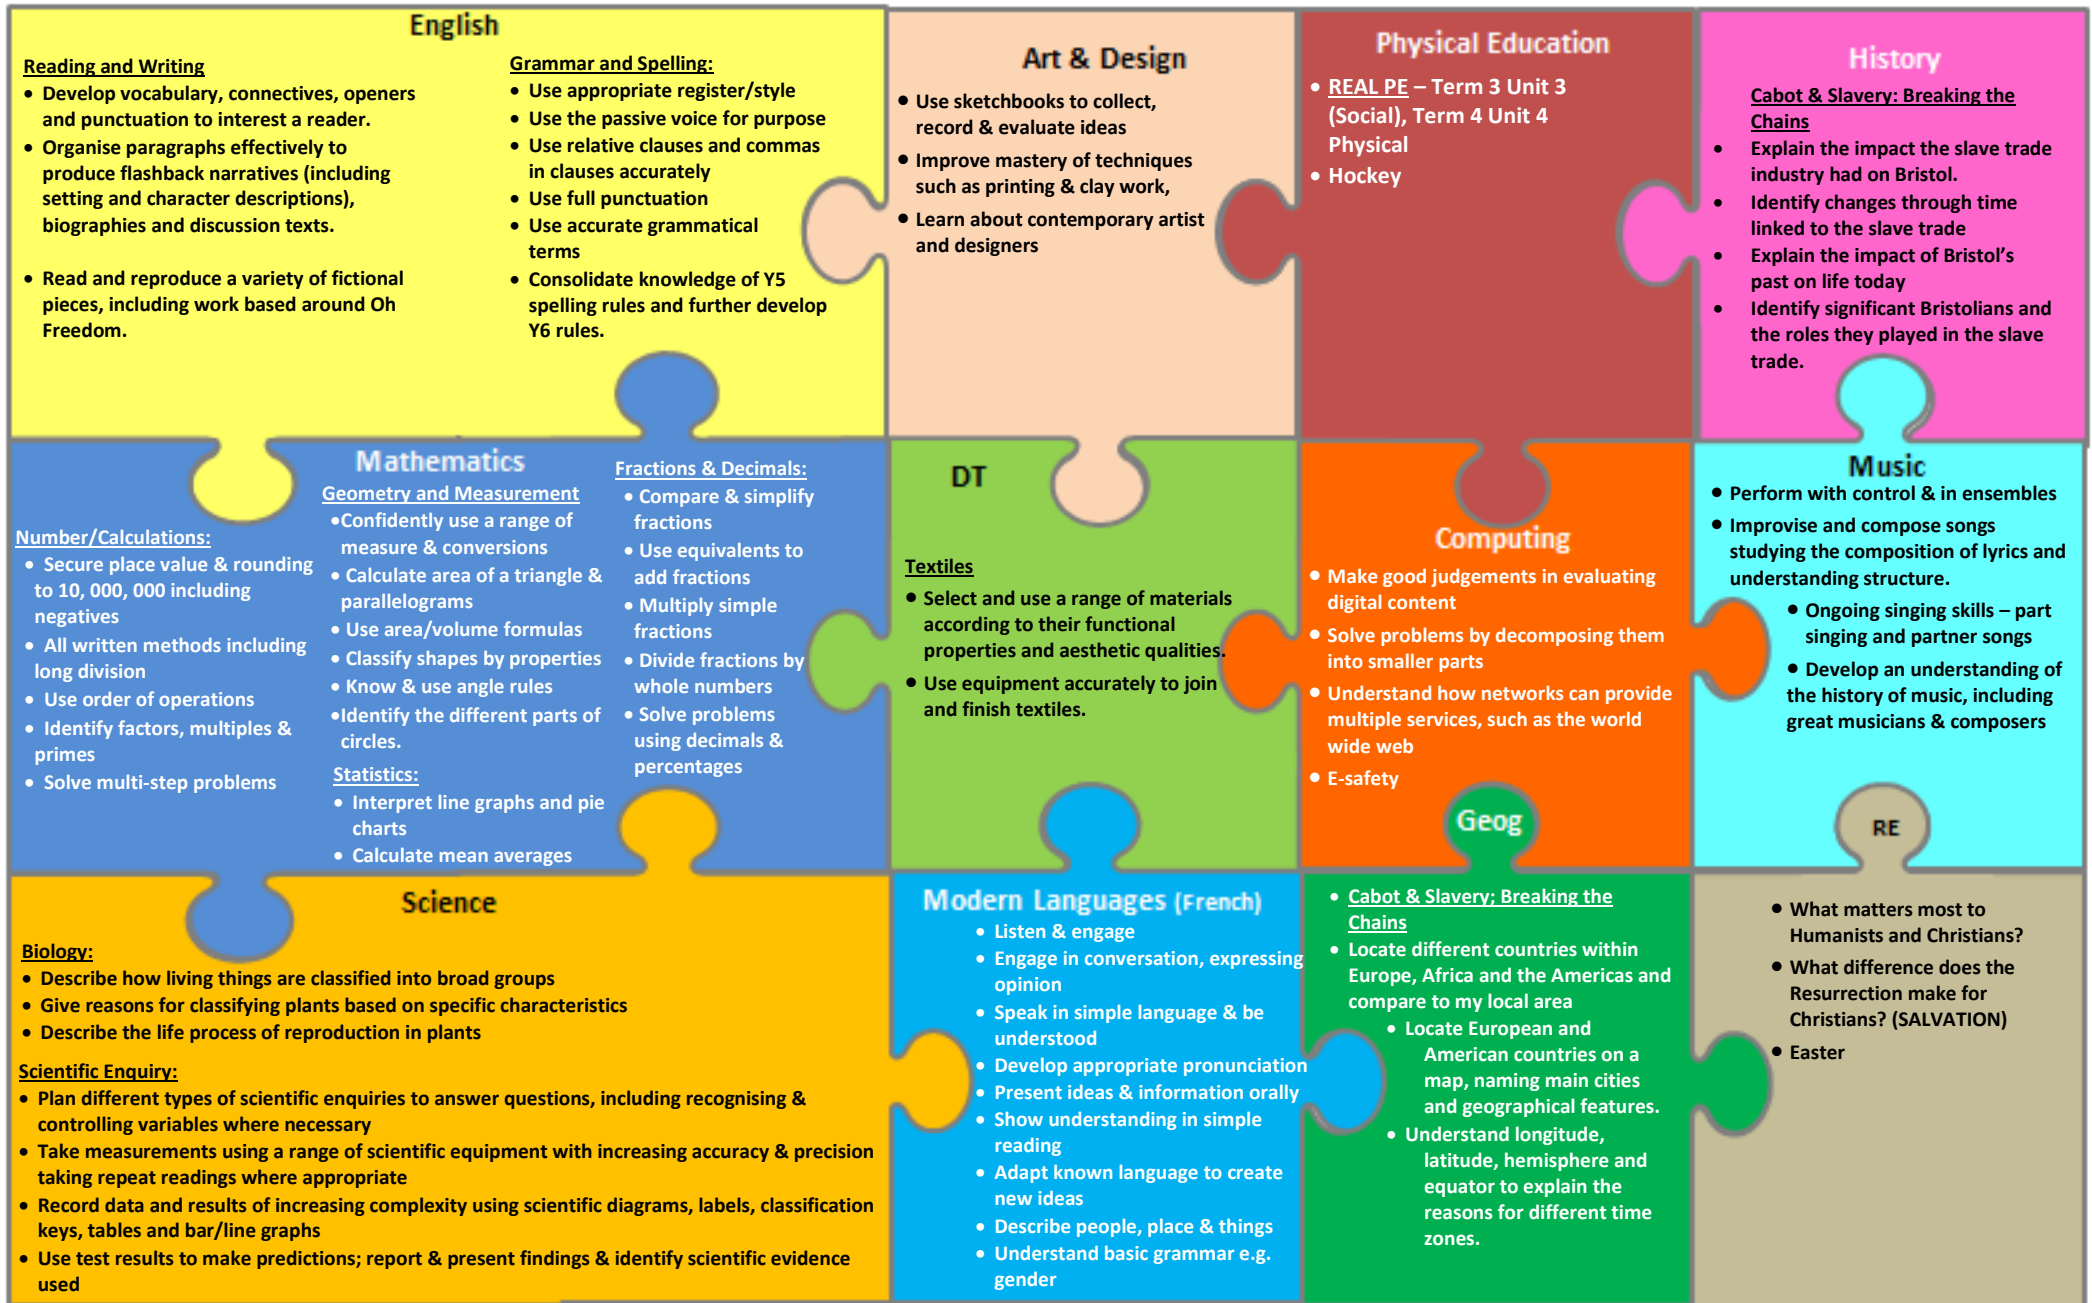 English
Reading and Writing
• Develop vocabulary, connectives, openers
and punctuation to interest a reader.
• Organise paragraphs effectively to
produce flashback narratives (including
setting and character descriptions),
biographies and discussion texts.
• Read and reproduce a variety of fictional
pieces, including work based around Oh
Freedom.
Grammar and Spelling:
• Use appropriate register/style
• Use the passive voice for purpose
• Use relative clauses and commas
in clauses accurately
• Use full punctuation
• Use accurate grammatical
terms
• Consolidate knowledge of Y5
spelling rules and further develop
Y6 rules.
Art & Design
• Use sketchbooks to collect,
record & evaluate ideas
• Improve mastery of techniques
such as printing & clay work,
• Learn about contemporary artist
and designers
Physical Education
• REAL PE – Term 3 Unit 3
(Social), Term 4 Unit 4
Physical
• Hockey
History
Cabot & Slavery: Breaking the
Chains
• Explain the impact the slave trade
industry had on Bristol.
• Identify changes through time
linked to the slave trade
• Explain the impact of Bristol's
past on life today
• Identify significant Bristolians and
the roles they played in the slave
trade.
Mathematics
Number/Calculations:
• Secure place value & rounding
to 10, 000, 000 including
negatives
• All written methods including
long division
• Use order of operations
• Identify factors, multiples &
primes
• Solve multi-step problems
Geometry and Measurement
•Confidently use a range of
measure & conversions
• Calculate area of a triangle &
parallelograms
• Use area/volume formulas
• Classify shapes by properties
• Know & use angle rules
•Identify the different parts of
circles.
Statistics:
• Interpret line graphs and pie
charts
• Calculate mean averages
Fractions & Decimals:
• Compare & simplify
fractions
• Use equivalents to
add fractions
• Multiply simple
fractions
• Divide fractions by
whole numbers
• Solve problems
using decimals &
percentages
DT
Textiles
• Select and use a range of materials
according to their functional
properties and aesthetic qualities.
• Use equipment accurately to join
and finish textiles.
Computing
• Make good judgements in evaluating
digital content
• Solve problems by decomposing them
into smaller parts
• Understand how networks can provide
multiple services, such as the world
wide web
• E-safety
Music
• Perform with control & in ensembles
• Improvise and compose songs
studying the composition of lyrics and
understanding structure.
• Ongoing singing skills – part
singing and partner songs
• Develop an understanding of
the history of music, including
great musicians & composers
Science
Biology:
• Describe how living things are classified into broad groups
• Give reasons for classifying plants based on specific characteristics
• Describe the life process of reproduction in plants
Scientific Enquiry:
• Plan different types of scientific enquiries to answer questions, including recognising &
controlling variables where necessary
• Take measurements using a range of scientific equipment with increasing accuracy & precision
taking repeat readings where appropriate
• Record data and results of increasing complexity using scientific diagrams, labels, classification
keys, tables and bar/line graphs
• Use test results to make predictions; report & present findings & identify scientific evidence
used
Modern Languages (French)
• Listen & engage
• Engage in conversation, expressing
opinion
• Speak in simple language & be
understood
• Develop appropriate pronunciation
• Present ideas & information orally
• Show understanding in simple
reading
• Adapt known language to create
new ideas
• Describe people, place & things
• Understand basic grammar e.g.
gender
Geog
• Cabot & Slavery; Breaking the
Chains
• Locate different countries within
Europe, Africa and the Americas and
compare to my local area
• Locate European and
American countries on a
map, naming main cities
and geographical features.
• Understand longitude,
latitude, hemisphere and
equator to explain the
reasons for different time
zones.
RE
• What matters most to
Humanists and Christians?
• What difference does the
Resurrection make for
Christians? (SALVATION)
• Easter